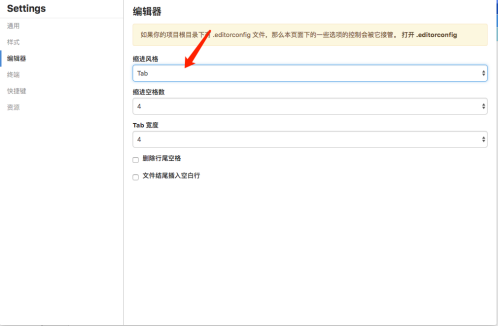 Settings
通用
样式
编辑器
终端
快捷键
资源
编辑器
如果你的项目根目录下有 .editorconfig 文件，那么本页面下的一些选项的控制会被它接管。 打开 .editorconfig
缩进风格
Tab
缩进空格数
4
Tab 宽度
4
删除行尾空格
文件结尾插入空白行